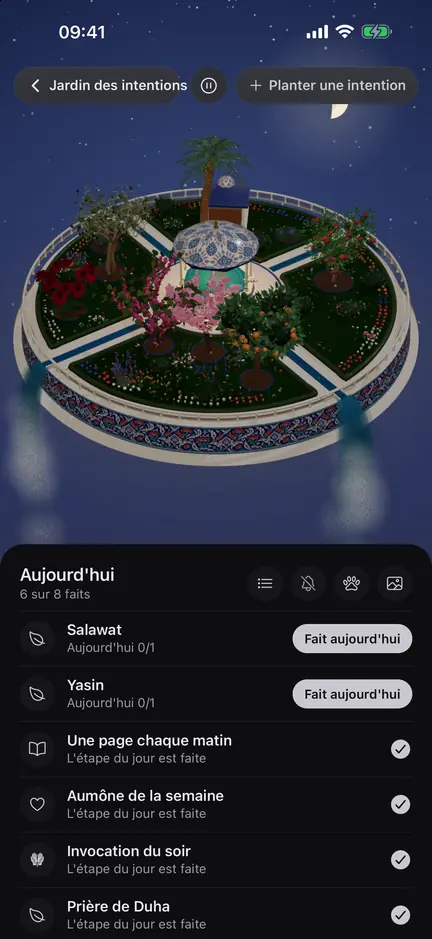 09:41
Jardin des intentions
Planter une intention
Aujourd'hui
6 sur 8 faits
Salawat
Aujourd'hui 0/1
Fait aujourd'hui
Yasin
Aujourd'hui 0/1
Fait aujourd'hui
Une page chaque matin
L'étape du jour est faite
Aumône de la semaine
L'étape du jour est faite
Invocation du soir
L'étape du jour est faite
Prière de Duha
L'étape du jour est faite